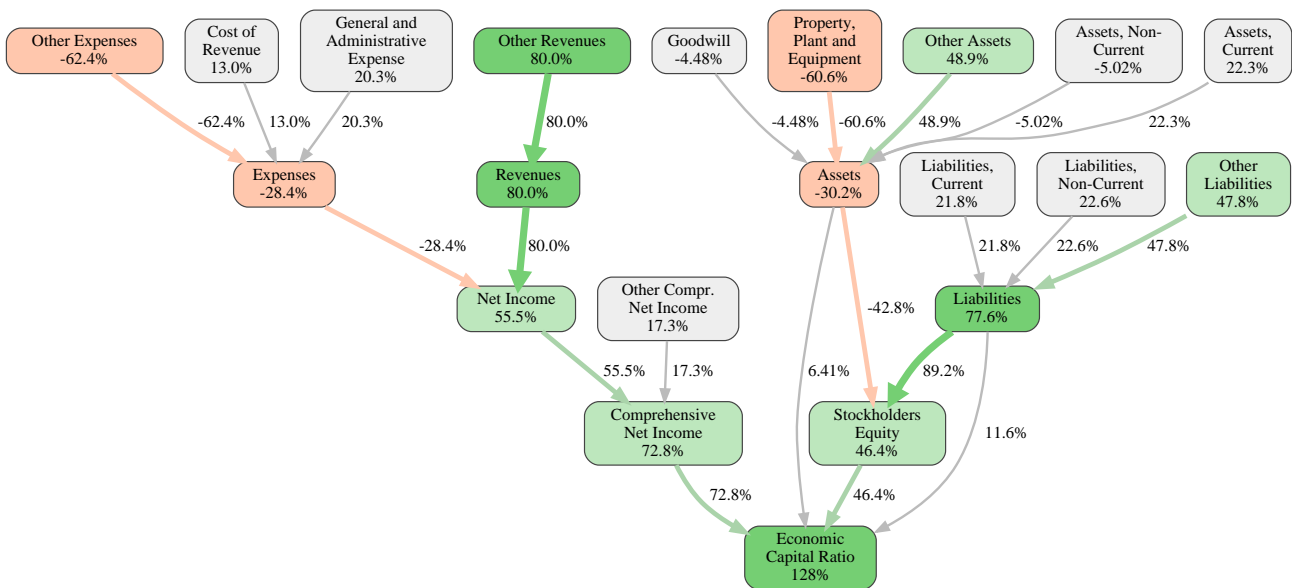 Other Expenses
-62.4%
Cost of
Revenue
13.0%
General and
Administrative
Expense
20.3%
Other Revenues
80.0%
Goodwill
-4.48%
Property,
Plant and
Equipment
-60.6%
Other Assets
48.9%
Assets, Non-
Current
-5.02%
Assets,
Current
22.3%
-62.4%
13.0%
20.3%
80.0%
-4.48%
-60.6%
48.9%
-5.02%
22.3%
Expenses
-28.4%
Revenues
80.0%
Assets
-30.2%
Liabilities,
Current
21.8%
Liabilities,
Non-Current
22.6%
Other
Liabilities
47.8%
-28.4%
80.0%
21.8%
22.6%
47.8%
Net Income
55.5%
Other Compr.
Net Income
17.3%
-42.8%
Liabilities
77.6%
55.5%
17.3%
6.41%
89.2%
Comprehensive
Net Income
72.8%
Stockholders
Equity
46.4%
11.6%
72.8%
46.4%
Economic
Capital Ratio
128%